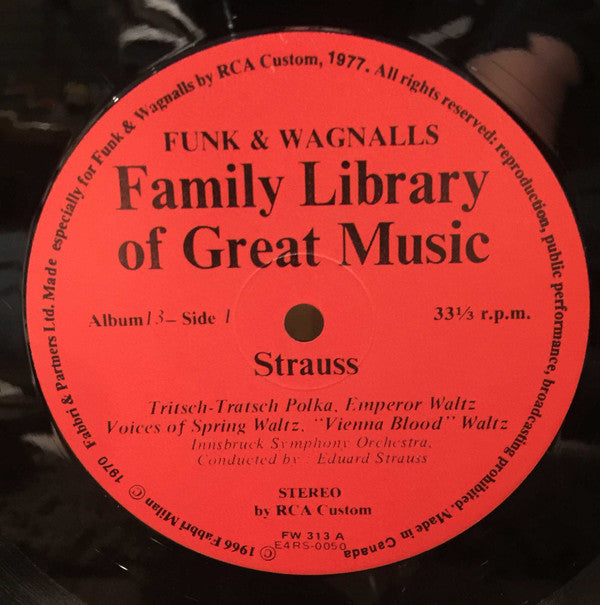 © 1966 Fabbri Milan © 1970 Fabbri & Partners Ltd. Made especially for Funk & Wagnalls by RCA Custom, 1977. All rights reserved: reproduction, public performance, broadcasting prohibited. Made in Canada
FUNK & WAGNALLS
Family Library
of Great Music
Album 13 – Side 1
33⅓ r.p.m.
Strauss
Tritsch-Tratsch Polka, Emperor Waltz
Voices of Spring Waltz, "Vienna Blood" Waltz
Innsbruck Symphony Orchestra,
Conducted by : Eduard Strauss
STEREO
by RCA Custom
FW 313 A
E4RS-0050